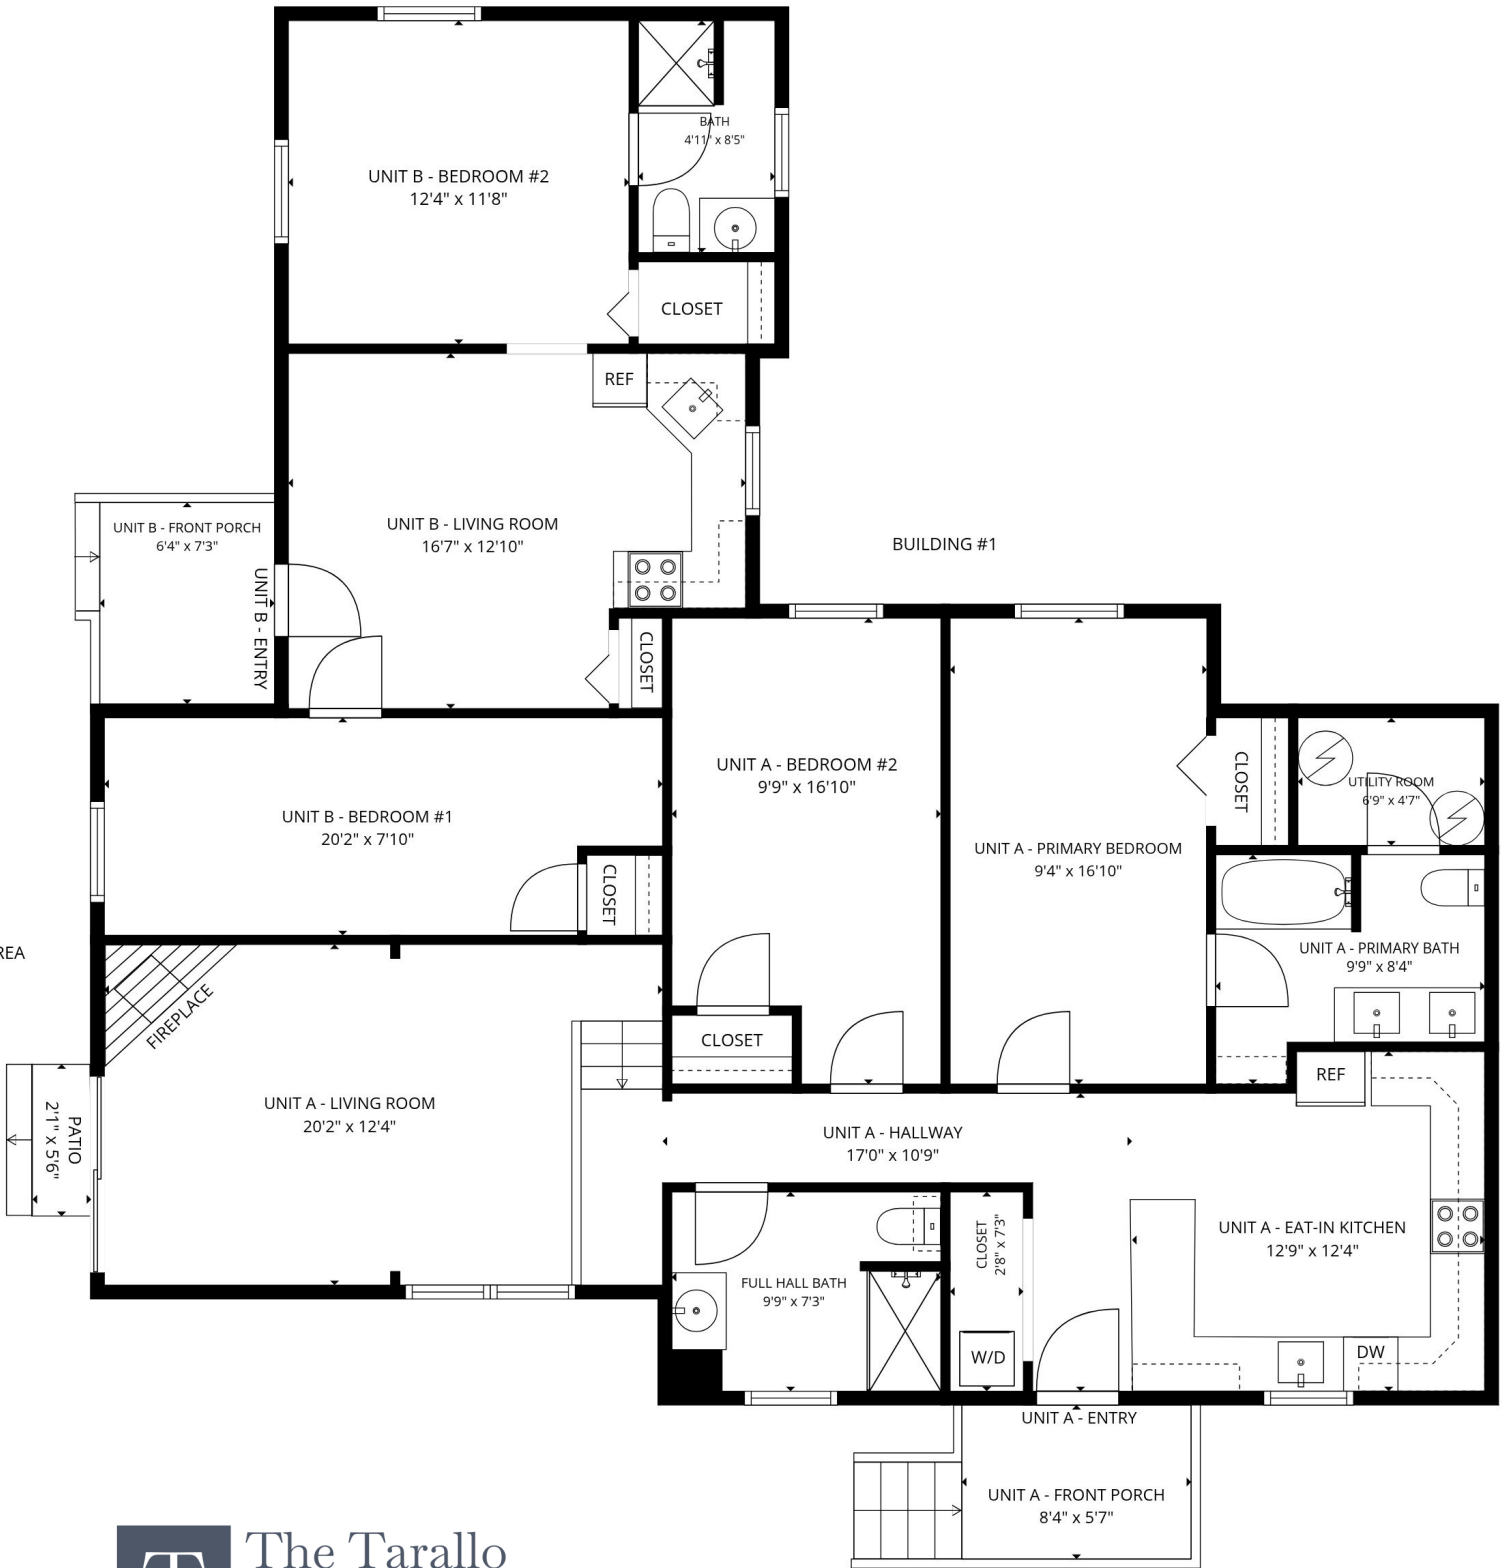 BATH
4'11" x 8'5"
UNIT B - BEDROOM #2
12'4" x 11'8"
CLOSET
REF
UNIT B - FRONT PORCH
6'4" x 7'3"
UNIT B - LIVING ROOM
16'7" x 12'10"
BUILDING #1
UNIT B - ENTRY
CLOSET
UNIT B - BEDROOM #1
20'2" x 7'10"
CLOSET
UNIT A - BEDROOM #2
9'9" x 16'10"
UNIT A - PRIMARY BEDROOM
9'4" x 16'10"
CLOSET
UTILITY ROOM
6'9" x 4'7"
UNIT A - PRIMARY BATH
9'9" x 8'4"
REA
FIREPLACE
CLOSET
REF
UNIT A - LIVING ROOM
20'2" x 12'4"
PATIO
2'1" x 5'6"
UNIT A - HALLWAY
17'0" x 10'9"
CLOSET
2'8" x 7'3"
UNIT A - EAT-IN KITCHEN
12'9" x 12'4"
FULL HALL BATH
9'9" x 7'3"
W/D
DW
UNIT A - ENTRY
UNIT A - FRONT PORCH
8'4" x 5'7"
T
The Tarallo